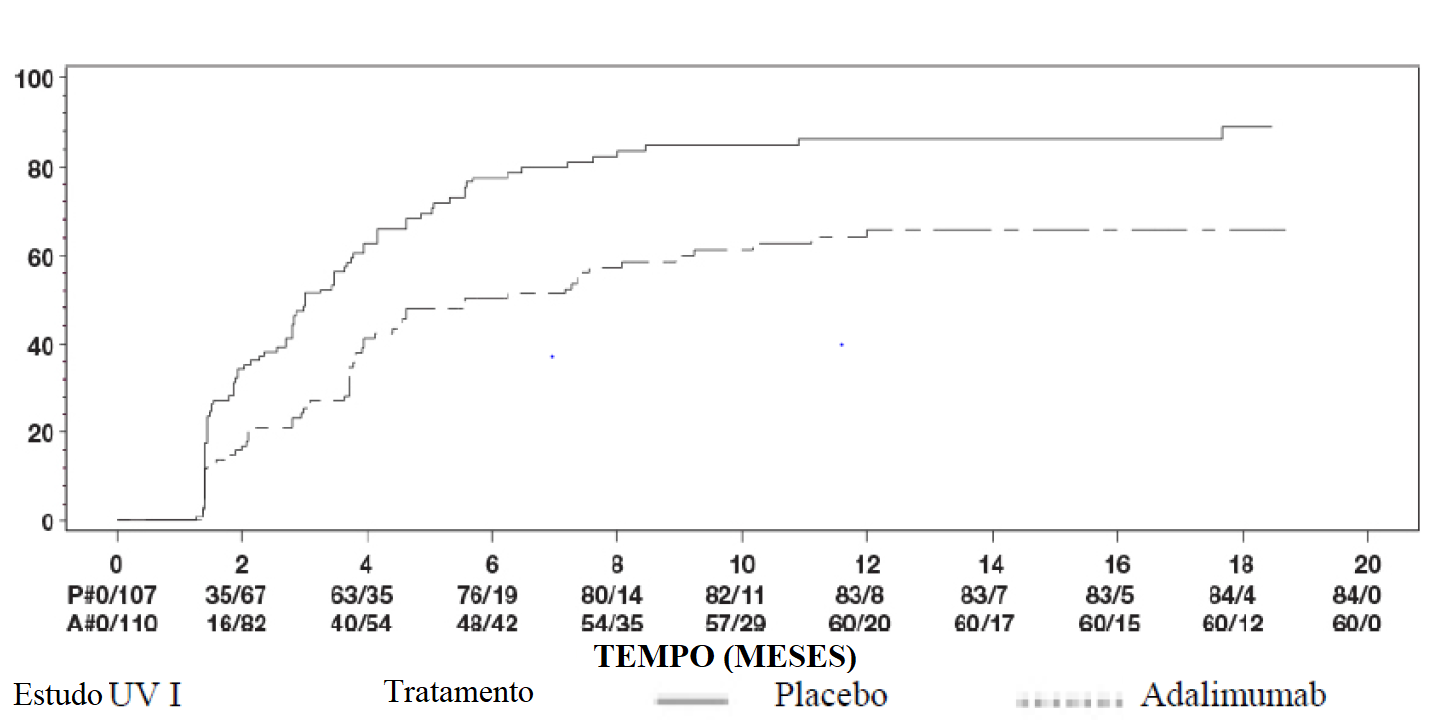 100
80
60
40
20
0
0 2 4 6 8 10 12 14 16 18 20
P#0/107 35/67 63/35 76/19 80/14 82/11 83/8 83/7 83/5 84/4 84/0
A#0/110 16/82 40/54 48/42 54/35 57/29 60/20 60/17 60/15 60/12 60/0
TEMPO (MESES)
Estudo UV I Tratamento Placebo Adalimumab